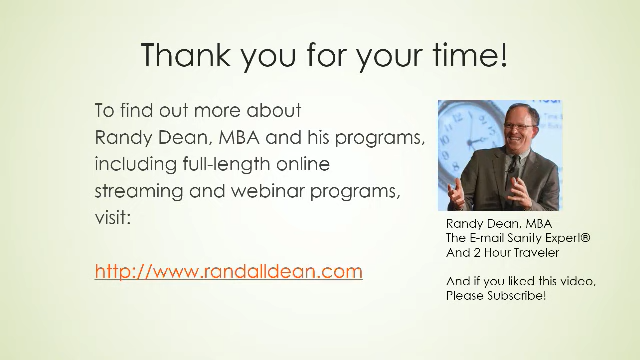 Thank you for your time!
To find out more about
Randy Dean, MBA and his programs,
including full-length online
streaming and webinar programs,
visit:
http://www.randalldean.com
Randy Dean, MBA
The E-mail Sanity Expert®
And 2 Hour Traveler
And if you liked this video,
Please Subscribe!